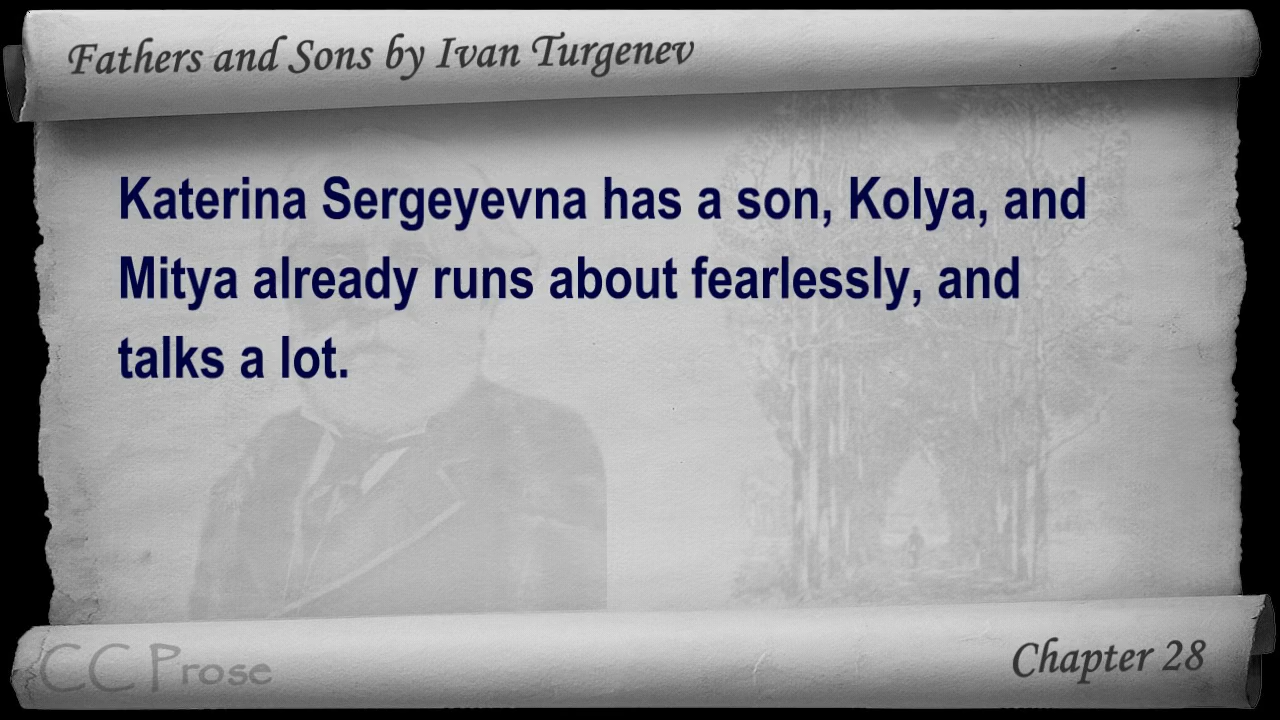 Fathers and Sons by Ivan Turgenev
Katerina Sergeyevna has a son, Kolya, and
Mitya already runs about fearlessly, and
talks a lot.
CC Prose
Chapter 28